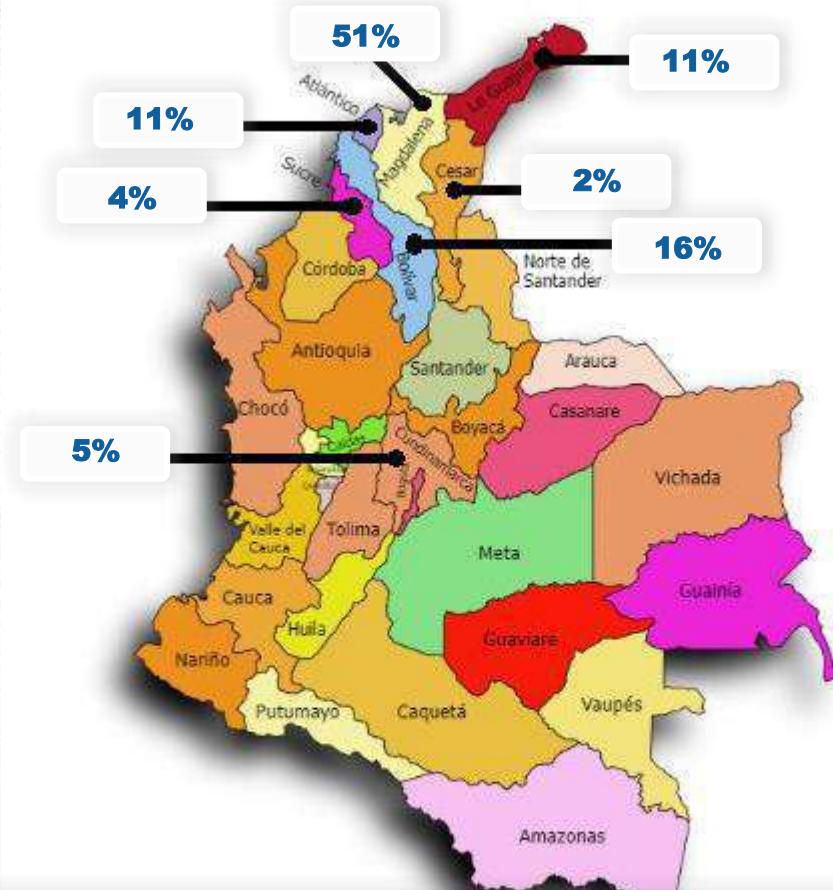 51%
11%
La Guajira
Atlántico
11%
Magdalena
Sucre
Cesar
2%
4%
16%
Bolívar
Norte de
Santander
Córdoba
Antioquia
Santander
Arauca
Chocó
Casanare
Boyacá
Caldas
Cundinamarca
5%
Vichada
Valle del
Cauca
Tolima
Meta
Cauca
Guainía
Huila
Guaviare
Nariño
Putumayo
Caquetá
Vaupés
Amazonas